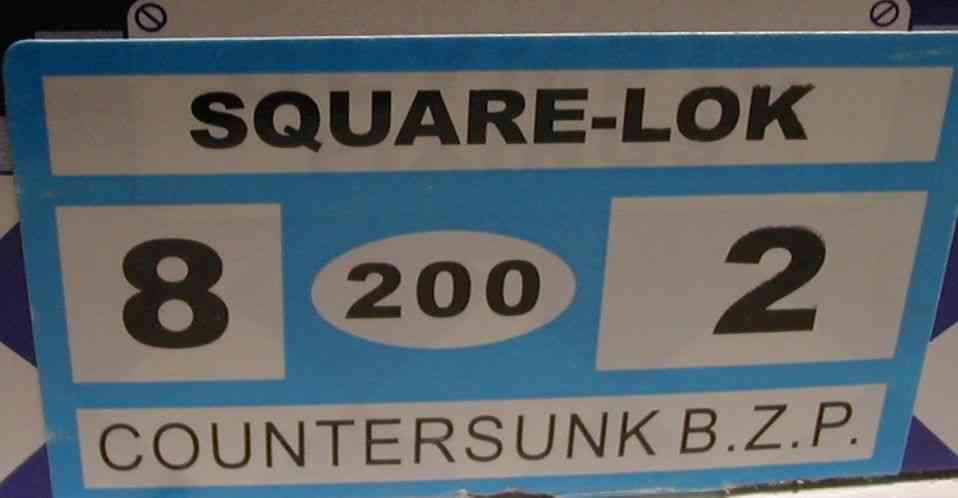 SQUARE-LOK
8 200 2
COUNTERSUNK B.Z.P.